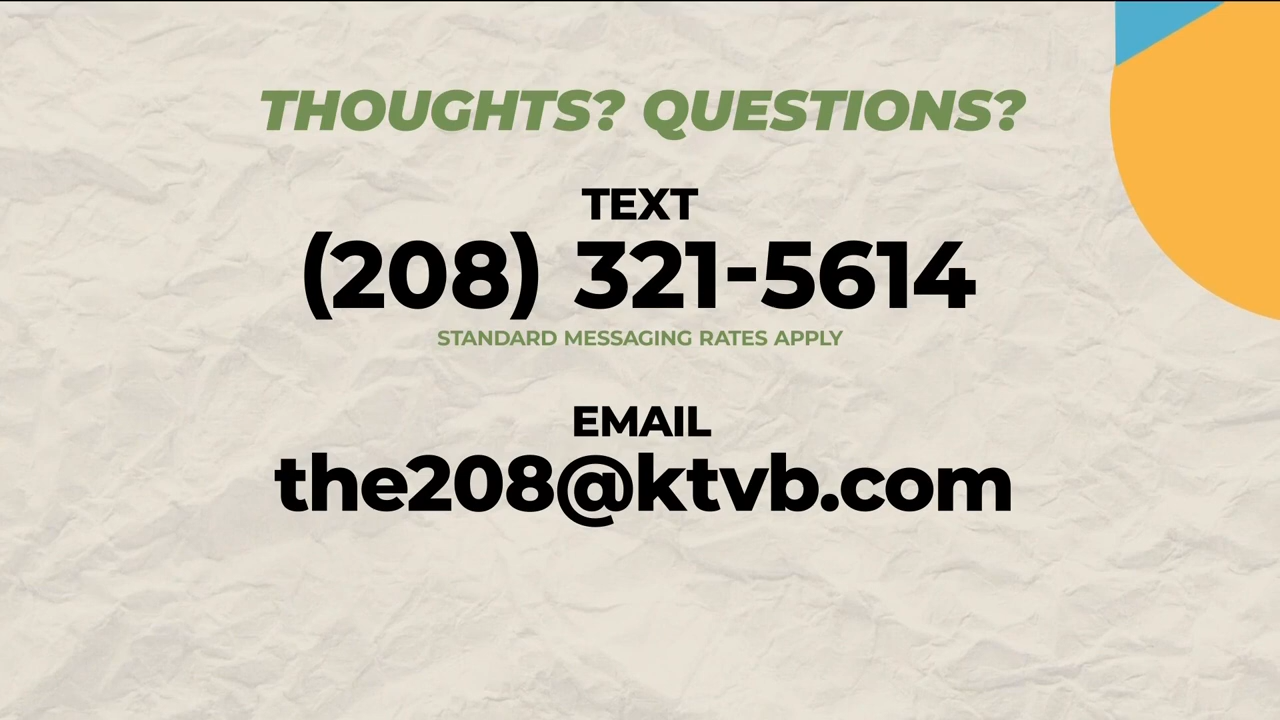 THOUGHTS? QUESTIONS?
TEXT
(208) 321-5614
STANDARD MESSAGING RATES APPLY
EMAIL
the208@ktvb.com